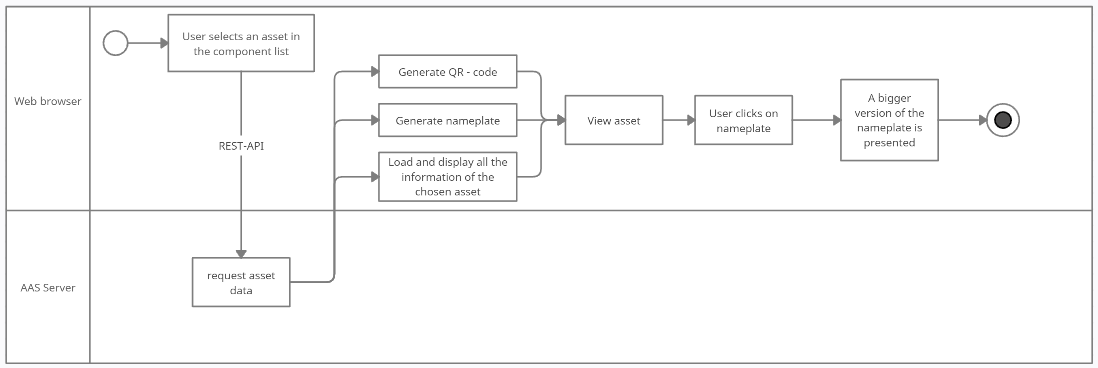 Web browser
User selects an asset in
the component list
REST-API
Generate QR - code
Generate nameplate
Load and display all the
information of the
chosen asset
View asset
User clicks on
nameplate
A bigger
version of the
nameplate is
presented
AAS Server
request asset
data